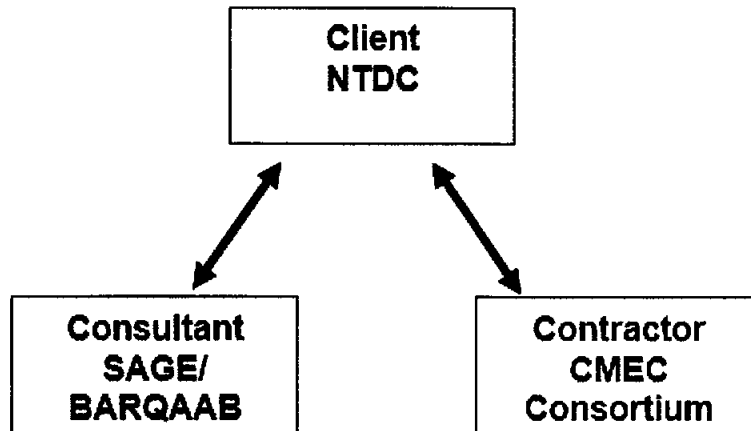 Client
NTDC
Consultant
SAGE/
BARQAAB
Contractor
CMEC
Consortium